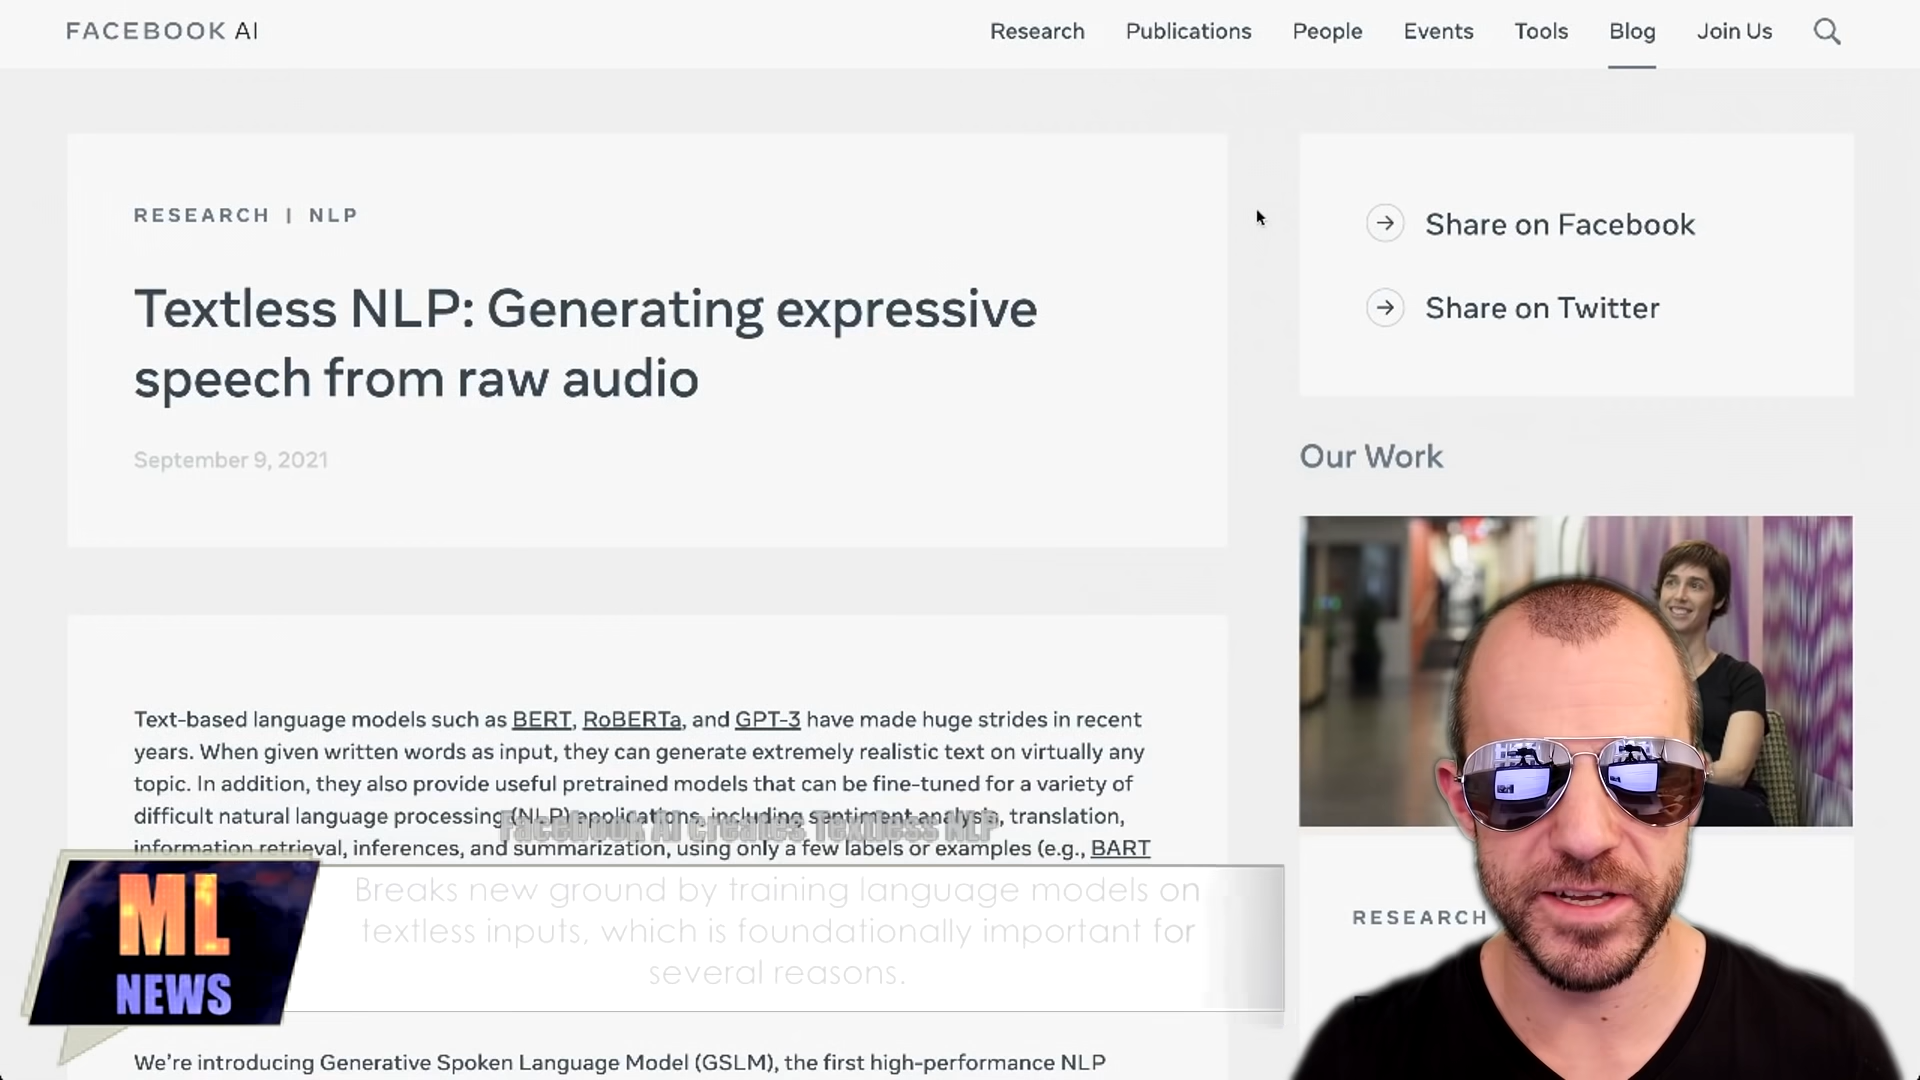 FACEBOOK AI
Research Publications People Events Tools Blog Join Us
RESEARCH | NLP
Textless NLP: Generating expressive
speech from raw audio
September 9, 2021
Share on Facebook
Share on Twitter
Our Work
Text-based language models such as BERT, RoBERTa, and GPT-3 have made huge strides in recent
years. When given written words as input, they can generate extremely realistic text on virtually any
topic. In addition, they also provide useful pretrained models that can be fine-tuned for a variety of
difficult natural language processing (NLP) applications, including sentiment analysis, translation,
information retrieval, inferences, and summarization, using only a few labels or examples (e.g., BART
Facebook AI Creates Textless NLP
Breaks new ground by training language models on
textless inputs, which is foundationally important for
several reasons.
ML
NEWS
RESEARCH
We're introducing Generative Spoken Language Model (GSLM), the first high-performance NLP